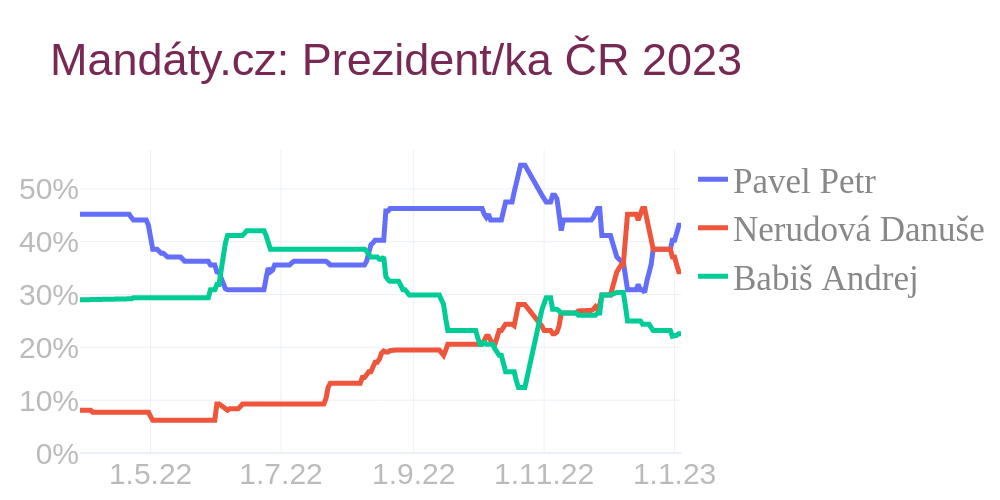 Mandáty.cz: Prezident/ka ČR 2023
50%
40%
30%
20%
10%
0%
1.5.22 1.7.22 1.9.22 1.11.22 1.1.23
Pavel Petr
Nerudová Danuše
Babiš Andrej